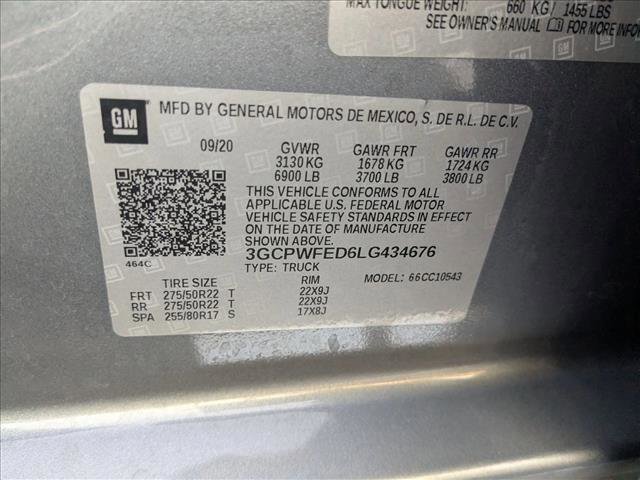 MAX TONGUE WEIGHT: 660 KG/ 1455 LBS
SEE OWNER'S MANUAL FOR MORE INFO
GM
MFD BY GENERAL MOTORS DE MEXICO, S. DE R.L. DE C.V.
09/20 GVWR GAWR FRT GAWR RR
3130 KG 1678 KG 1724 KG
6900 LB 3700 LB 3800 LB
THIS VEHICLE CONFORMS TO ALL
APPLICABLE U.S. FEDERAL MOTOR
VEHICLE SAFETY STANDARDS IN EFFECT
ON THE DATE OF MANUFACTURE
SHOWN ABOVE.
464C 3GCPWFED6LG434676
TYPE: TRUCK MODEL: 66CC10543
TIRE SIZE RIM
FRT 275/50R22 T 22X9J
RR 275/50R22 T 22X9J
SPA 255/80R17 S 17X8J